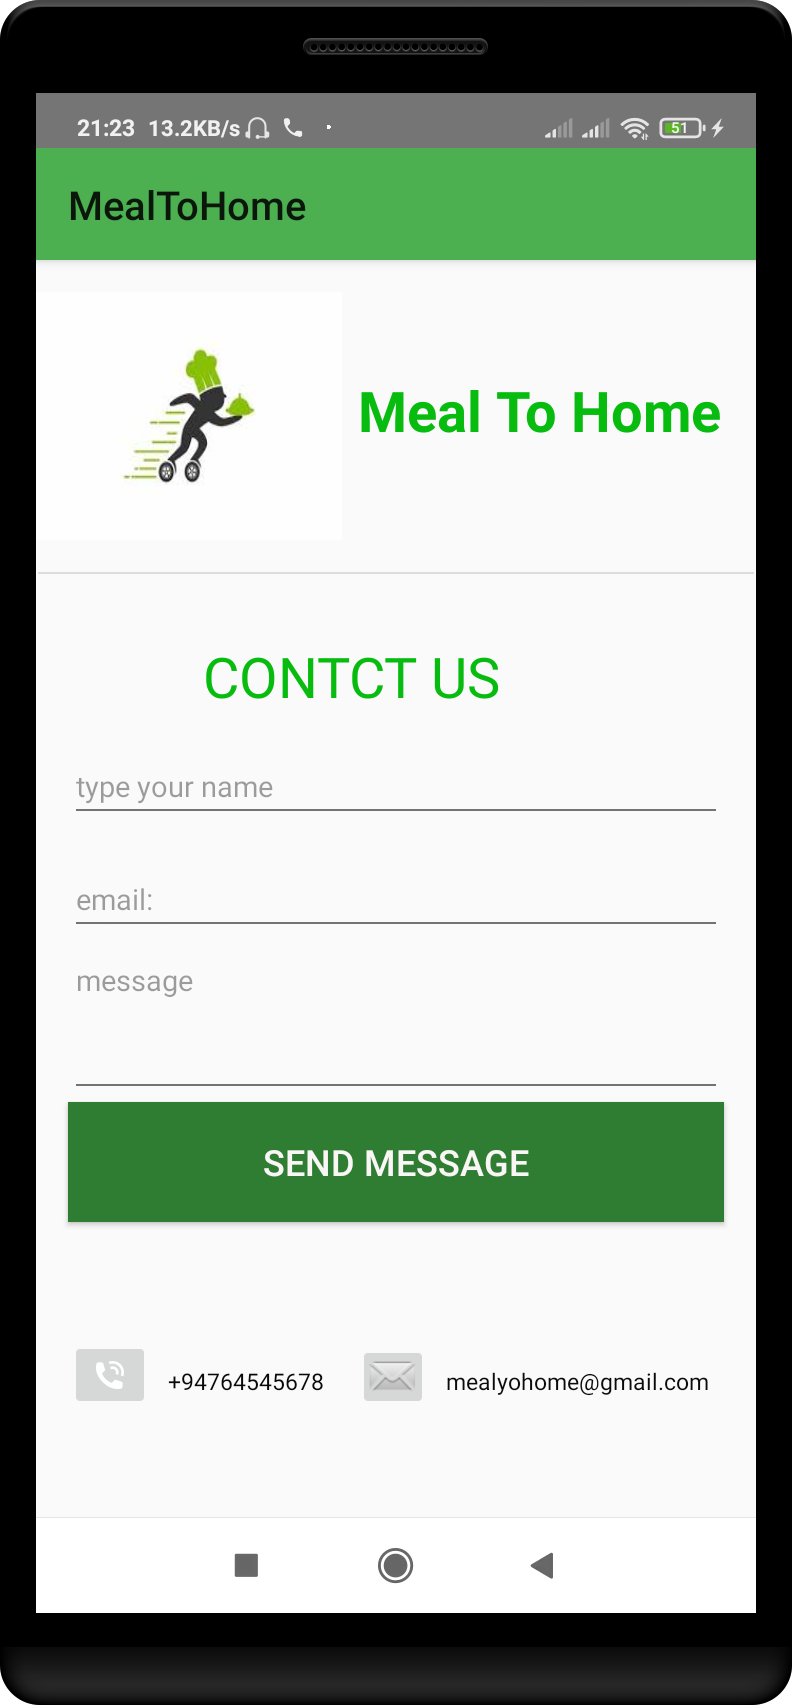 21:23 13.2KB/s 51
MealToHome
Meal To Home
CONTCT US
type your name
email:
message
SEND MESSAGE
+94764545678 mealyohome@gmail.com